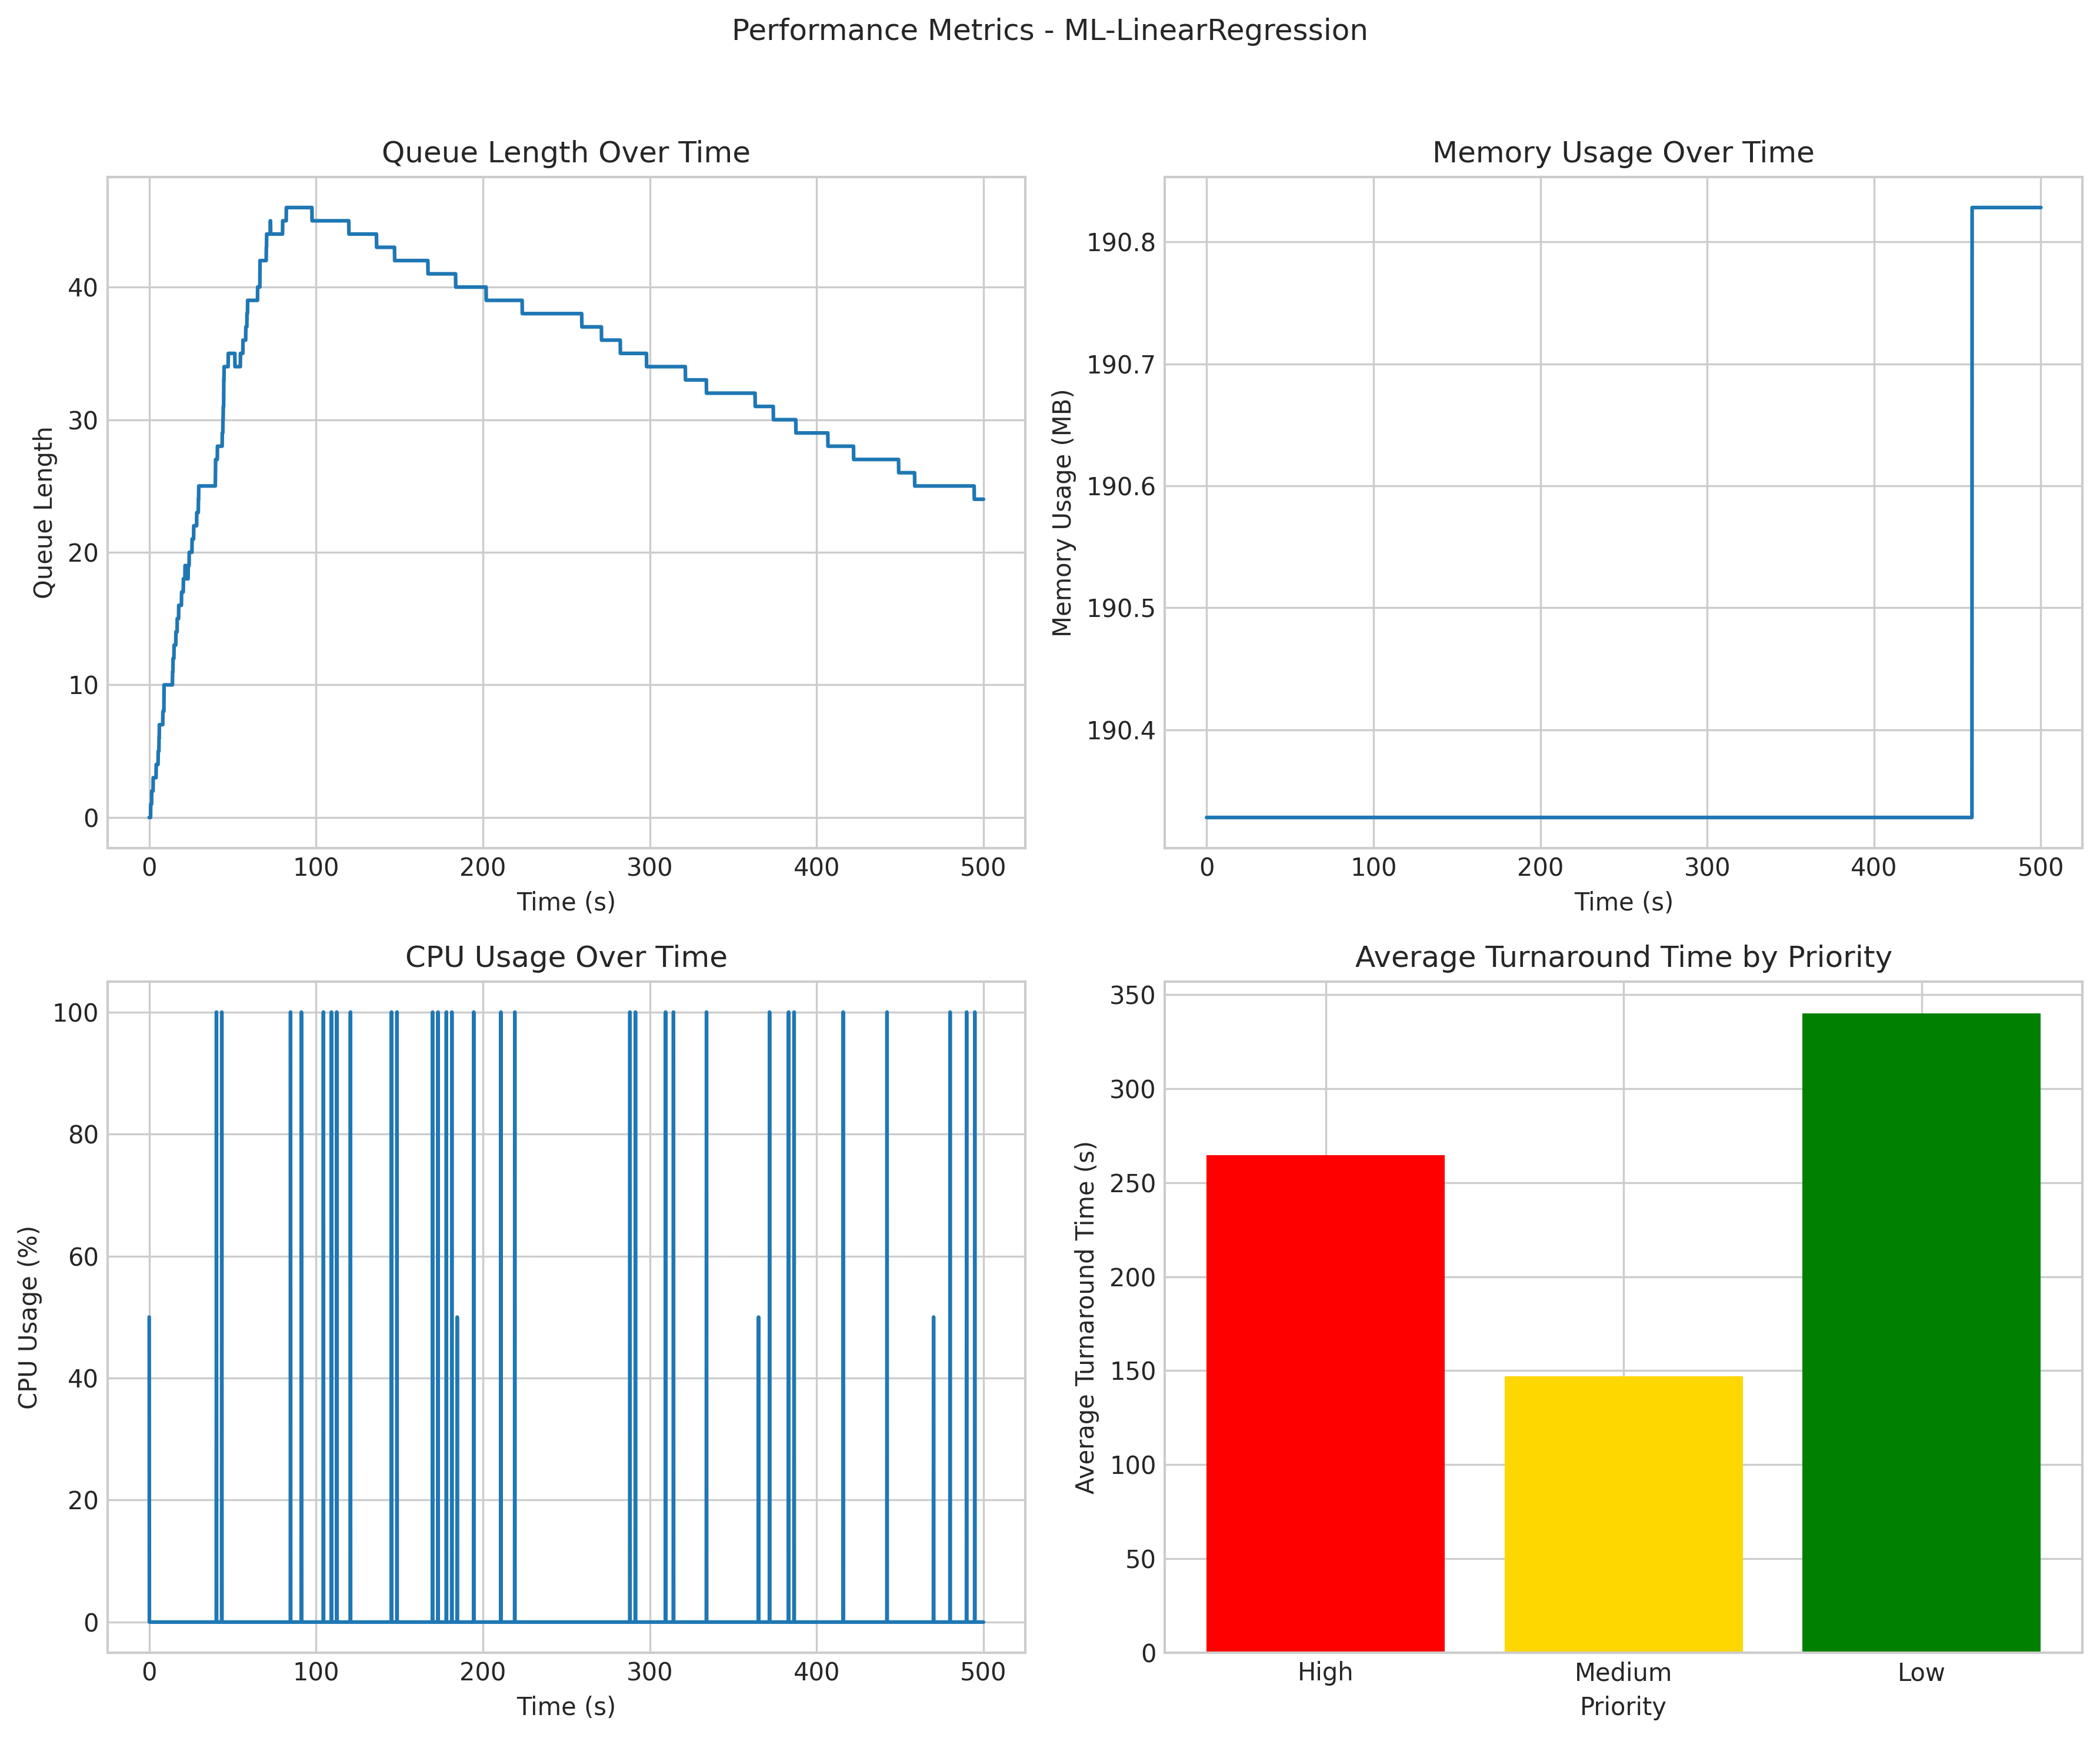 Performance Metrics - ML-LinearRegression
Queue Length Over Time
Queue Length
40
30
20
10
0
0 100 200 300 400 500
Time (s)
Memory Usage Over Time
Memory Usage (MB)
190.8
190.7
190.6
190.5
190.4
0 100 200 300 400 500
Time (s)
CPU Usage Over Time
CPU Usage (%)
100
80
60
40
20
0
0 100 200 300 400 500
Time (s)
Average Turnaround Time by Priority
Average Turnaround Time (s)
350
300
250
200
150
100
50
0
High Medium Low
Priority